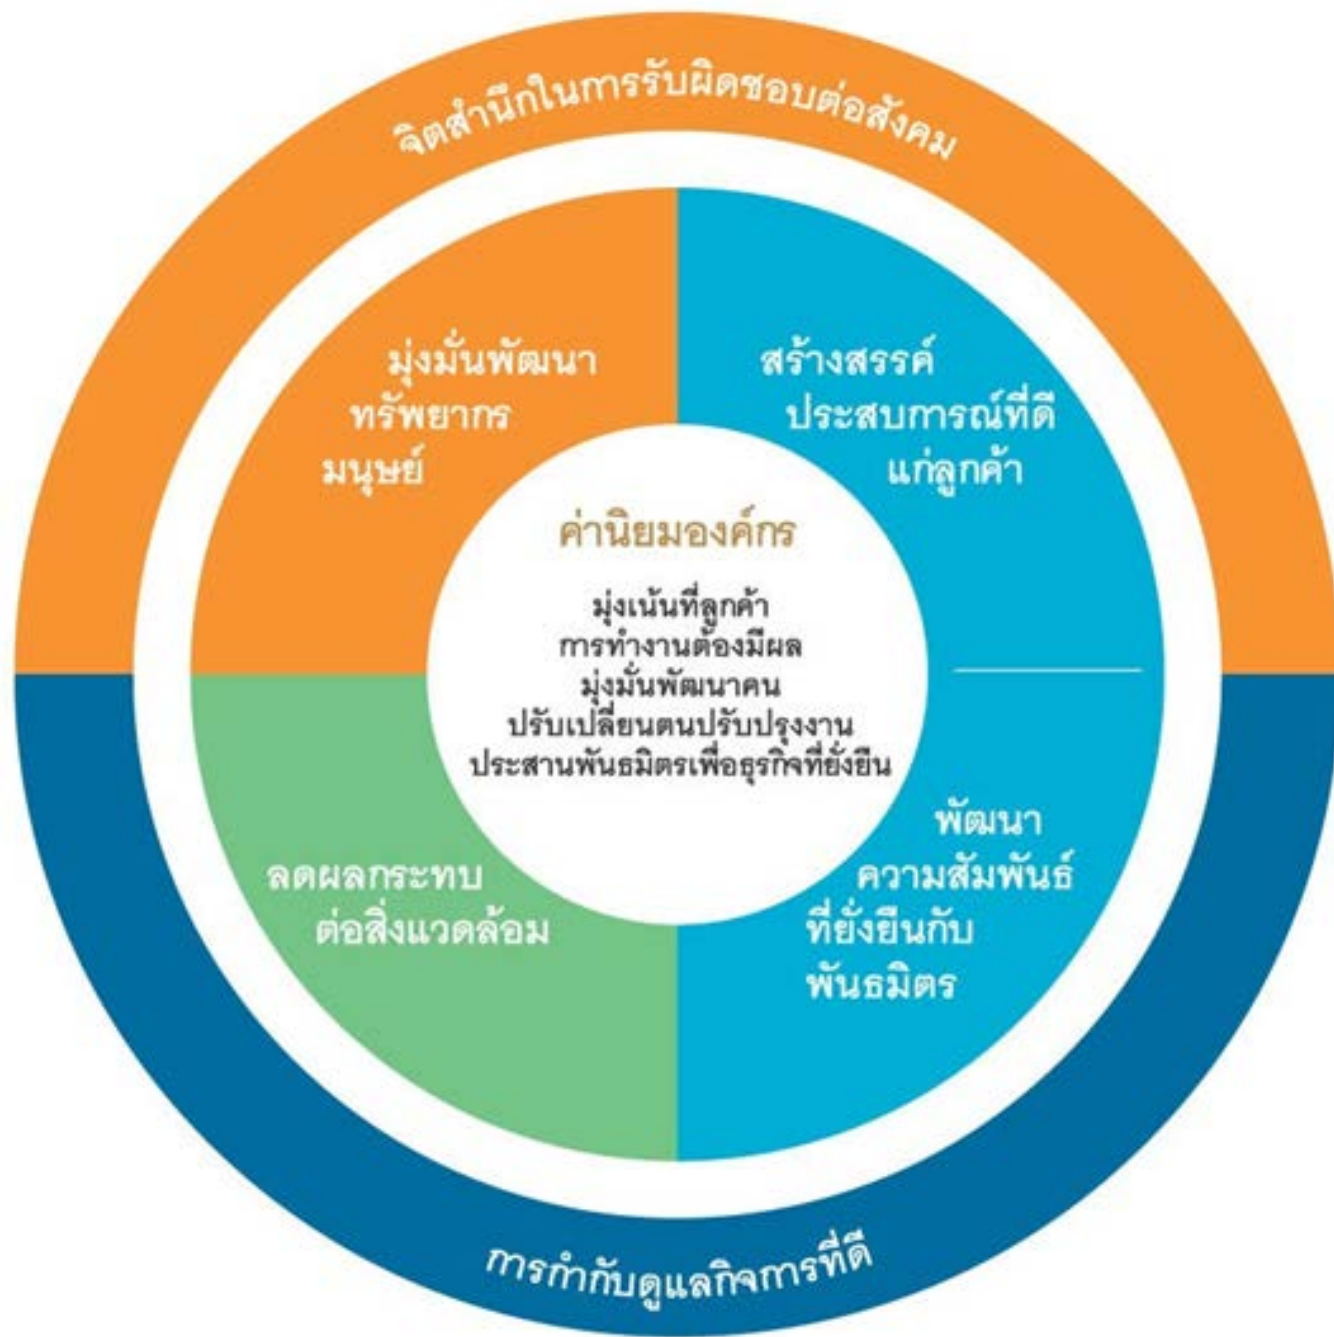 จิตสำนึกในการรับผิดชอบต่อสังคม
มุ่งมั่นพัฒนา
ทรัพยากร
มนุษย์
สร้างสรรค์
ประสบการณ์ที่ดี
แก่ลูกค้า
ค่านิยมองค์กร
มุ่งเน้นที่ลูกค้า
การทำงานต้องมีผล
มุ่งมั่นพัฒนาคน
ปรับเปลี่ยนตนปรับปรุงงาน
ประสานพันธมิตรเพื่อธุรกิจที่ยั่งยืน
ลดผลกระทบ
ต่อสิ่งแวดล้อม
พัฒนา
ความสัมพันธ์
ที่ยั่งยืนกับ
พันธมิตร
การกำกับดูแลกิจการที่ดี